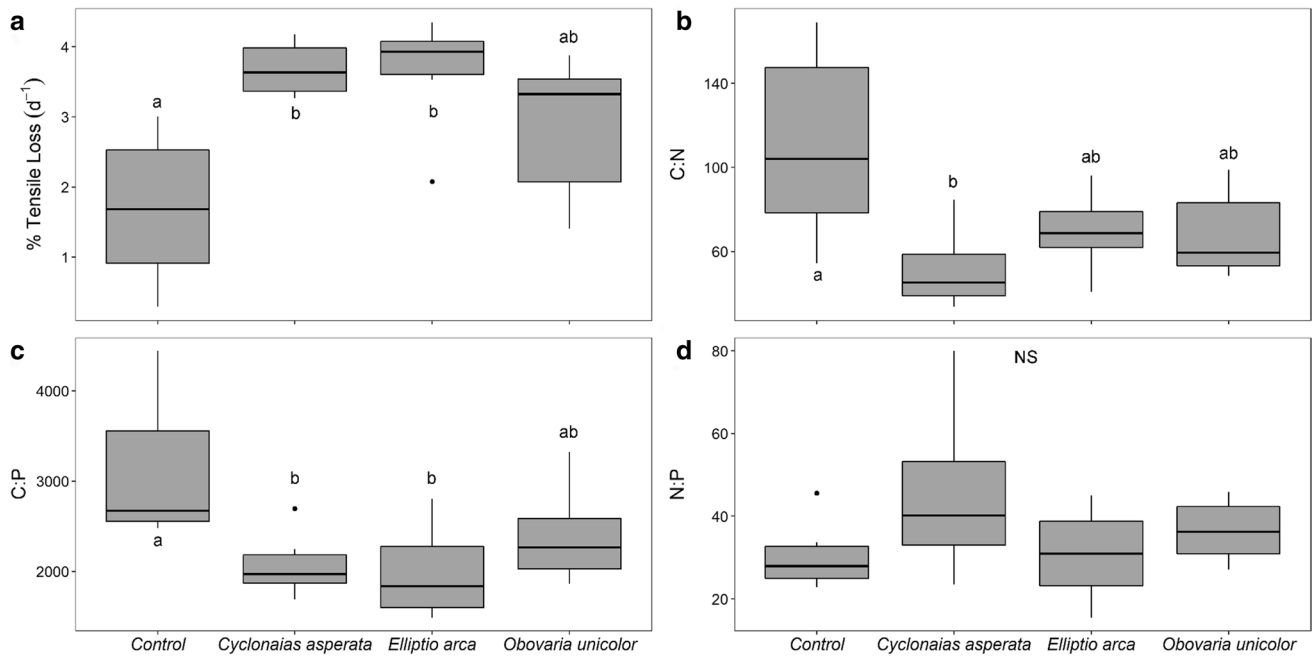 a
% Tensile Loss (d⁻¹)
4
3
2
1
a
b
b
ab
b
C:N
140
100
60
a
b
ab
ab
c
C:P
4000
3000
2000
a
b
b
ab
Control Cyclonaias asperata Elliptio arca Obovaria unicolor
d
N:P
80
60
40
20
NS
Control Cyclonaias asperata Elliptio arca Obovaria unicolor